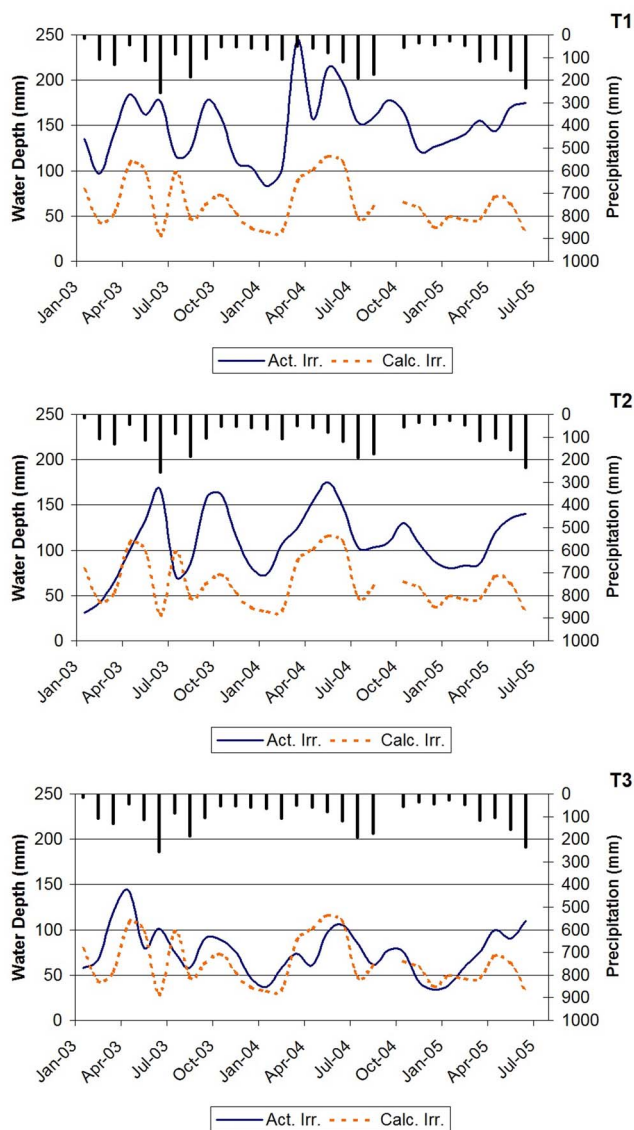 T1
250
200
150
100
50
0
Water Depth (mm)
0
100
200
300
400
500
600
700
800
900
1000
Precipitation (mm)
Jan-03
Apr-03
Jul-03
Oct-03
Jan-04
Apr-04
Jul-04
Oct-04
Jan-05
Apr-05
Jul-05
Act. Irr.
Calc. Irr.
T2
250
200
150
100
50
0
Water Depth (mm)
0
100
200
300
400
500
600
700
800
900
1000
Precipitation (mm)
Jan-03
Apr-03
Jul-03
Oct-03
Jan-04
Apr-04
Jul-04
Oct-04
Jan-05
Apr-05
Jul-05
Act. Irr.
Calc. Irr.
T3
250
200
150
100
50
0
Water Depth (mm)
0
100
200
300
400
500
600
700
800
900
1000
Precipitation (mm)
Jan-03
Apr-03
Jul-03
Oct-03
Jan-04
Apr-04
Jul-04
Oct-04
Jan-05
Apr-05
Jul-05
Act. Irr.
Calc. Irr.